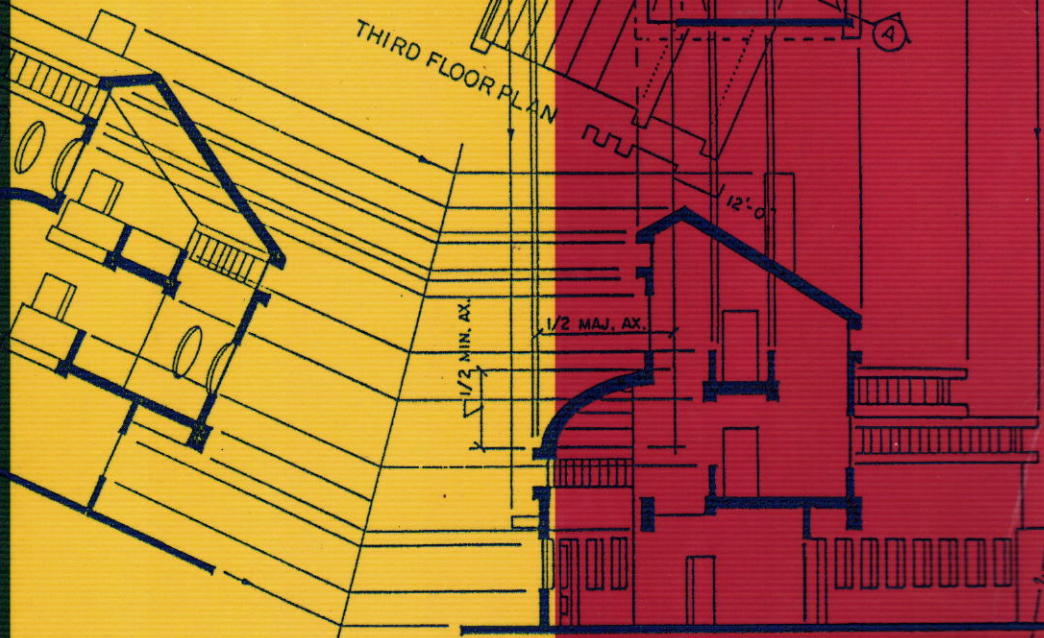 THIRD FLOOR PLAN
A
12'-0"
1/2 MAJ. AX.
1/2 MIN. AX.